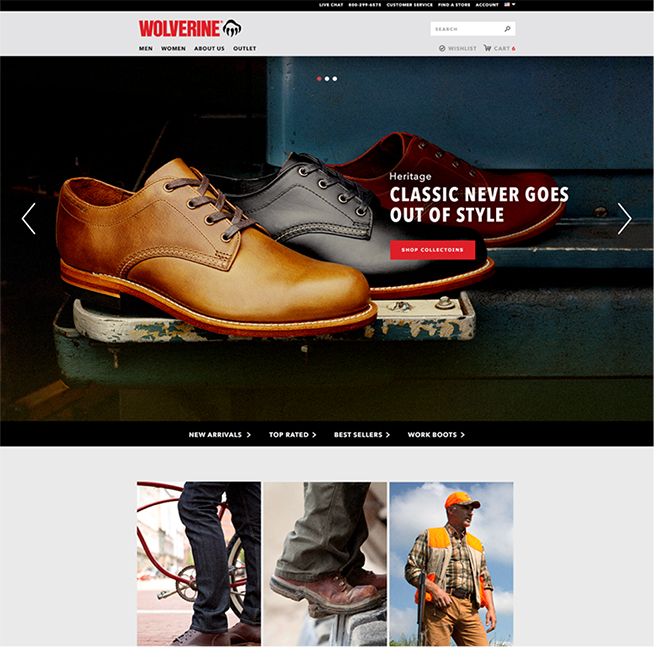 LIVE CHAT 800-299-6575 CUSTOMER SERVICE FIND A STORE ACCOUNT
WOLVERINE
SEARCH
MEN WOMEN ABOUT US OUTLET
WISHLIST CART 6
Heritage
CLASSIC NEVER GOES
OUT OF STYLE
SHOP COLLECTOINS
NEW ARRIVALS TOP RATED BEST SELLERS WORK BOOTS